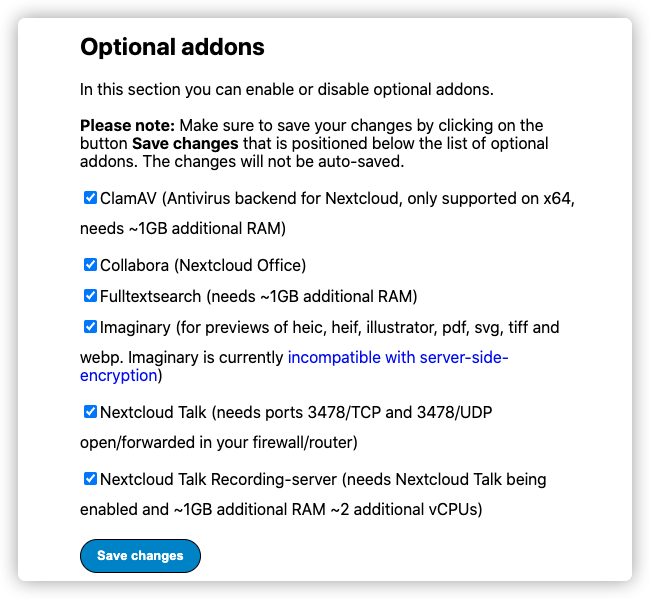 Optional addons
In this section you can enable or disable optional addons.
Please note: Make sure to save your changes by clicking on the
button Save changes that is positioned below the list of optional
addons. The changes will not be auto-saved.
ClamAV (Antivirus backend for Nextcloud, only supported on x64,
needs ~1GB additional RAM)
Collabora (Nextcloud Office)
Fulltextsearch (needs ~1GB additional RAM)
Imaginary (for previews of heic, heif, illustrator, pdf, svg, tiff and
webp. Imaginary is currently incompatible with server-side-
encryption)
Nextcloud Talk (needs ports 3478/TCP and 3478/UDP
open/forwarded in your firewall/router)
Nextcloud Talk Recording-server (needs Nextcloud Talk being
enabled and ~1GB additional RAM ~2 additional vCPUs)
Save changes